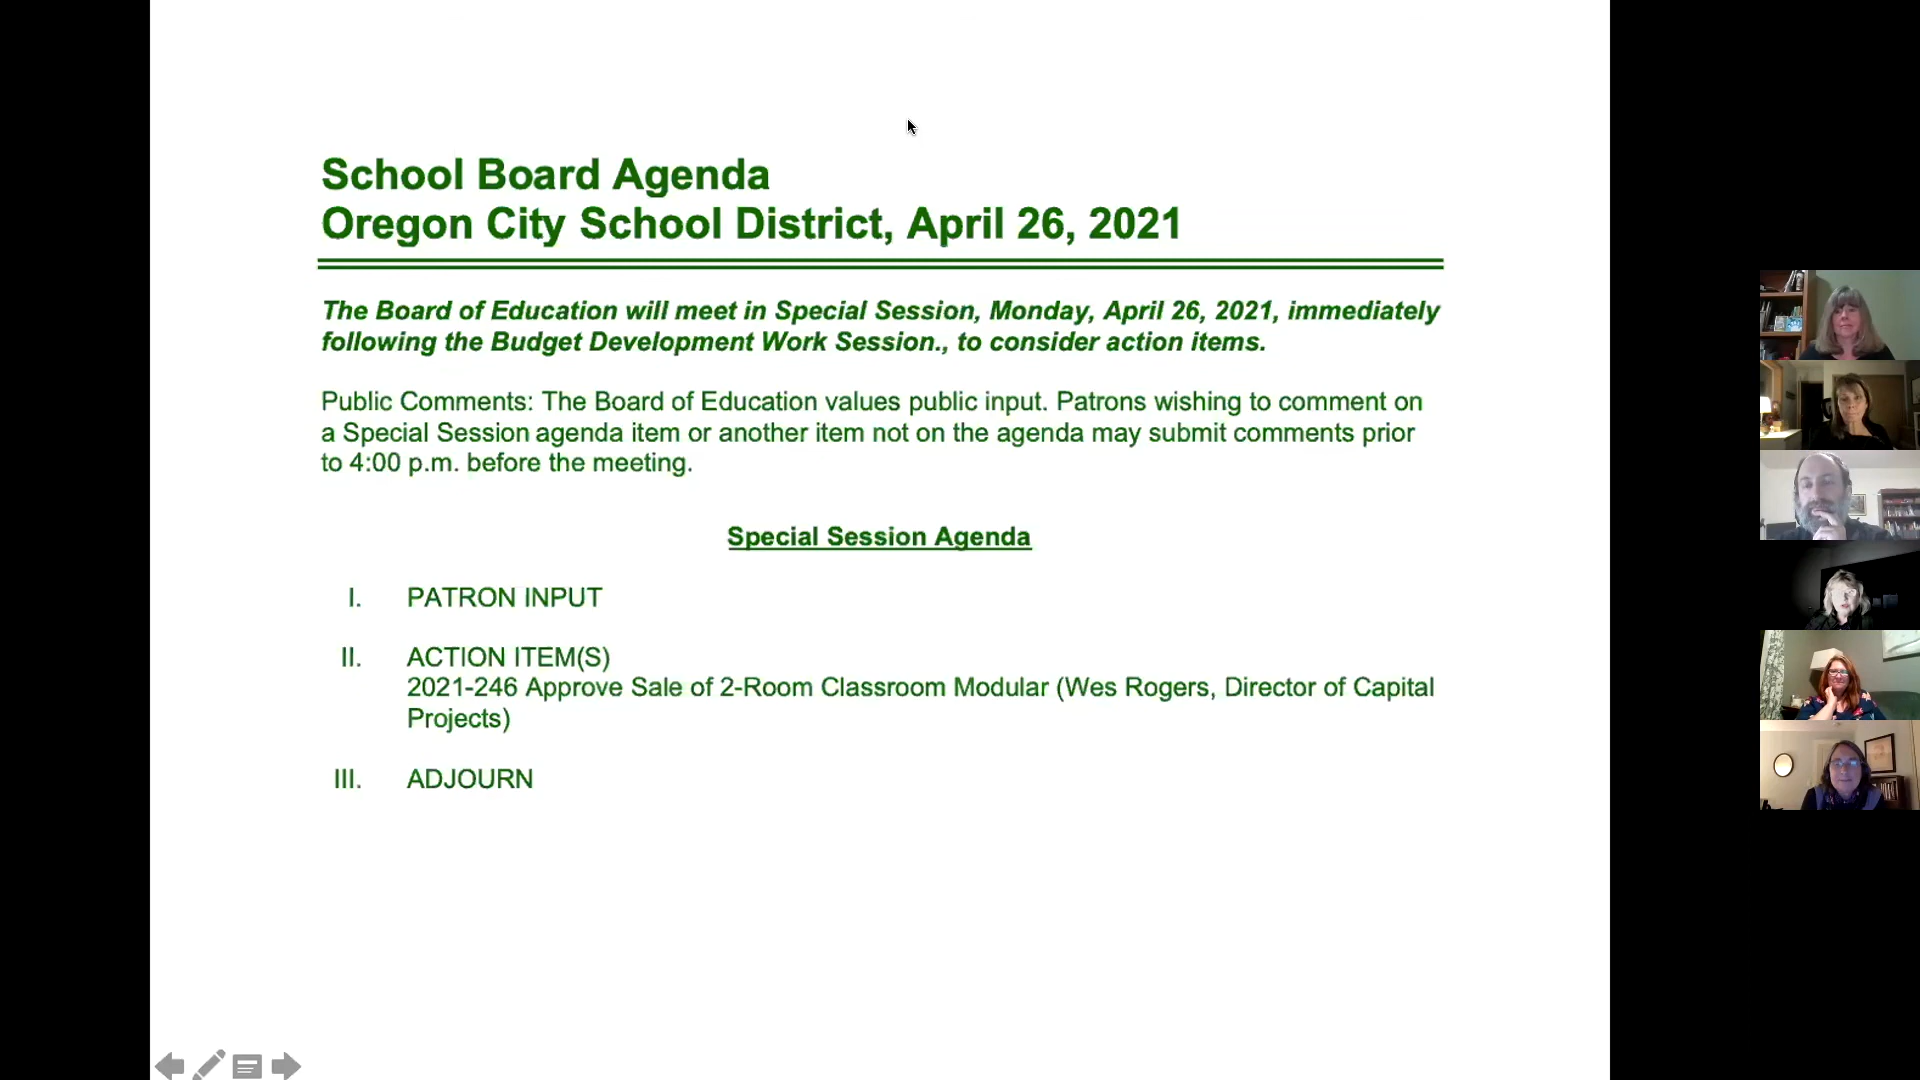 School Board Agenda
Oregon City School District, April 26, 2021
The Board of Education will meet in Special Session, Monday, April 26, 2021, immediately
following the Budget Development Work Session., to consider action items.
Public Comments: The Board of Education values public input. Patrons wishing to comment on
a Special Session agenda item or another item not on the agenda may submit comments prior
to 4:00 p.m. before the meeting.
Special Session Agenda
I. PATRON INPUT
II. ACTION ITEM(S)
2021-246 Approve Sale of 2-Room Classroom Modular (Wes Rogers, Director of Capital
Projects)
III. ADJOURN